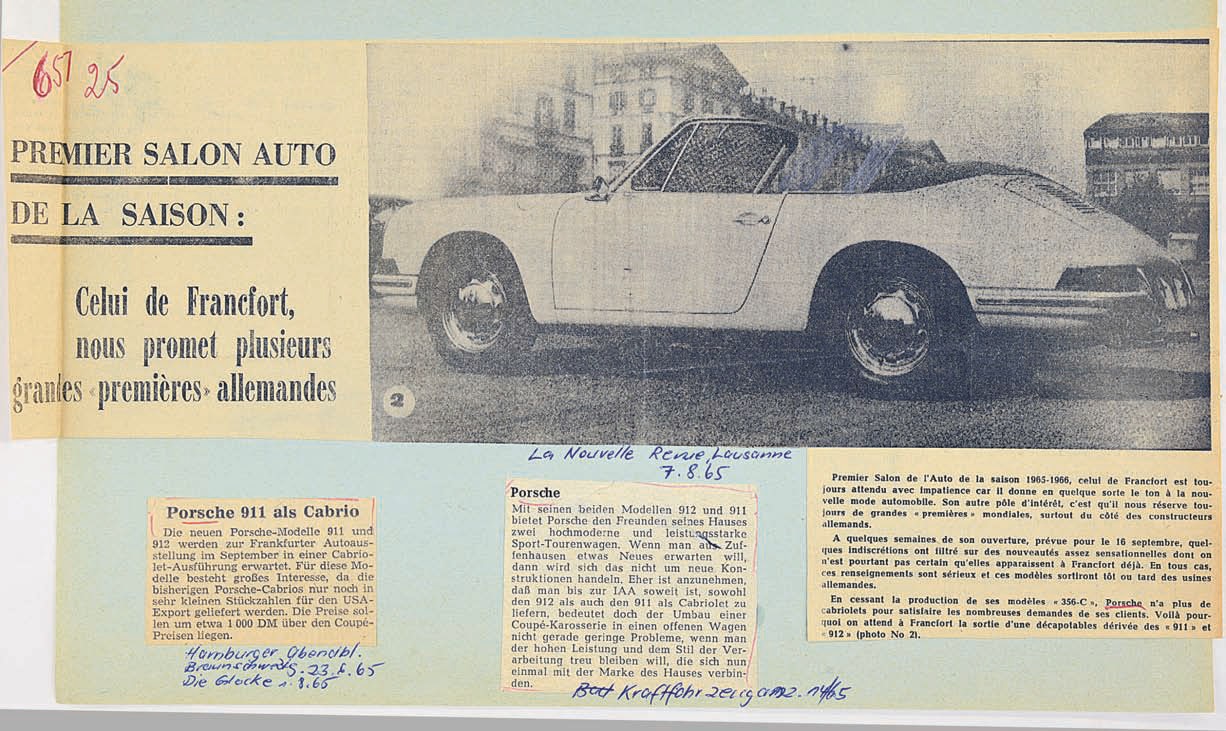 65/25
PREMIER SALON AUTO
DE LA SAISON :
Celui de Francfort,
nous promet plusieurs
grandes «premières» allemandes
2
La Nouvelle Revue, Lausanne
7.8.65
Porsche 911 als Cabrio
Die neuen Porsche-Modelle 911 und
912 werden zur Frankfurter Autoaus-
stellung im September in einer Cabrio-
let-Ausführung erwartet. Für diese Mo-
delle besteht großes Interesse, da die
bisherigen Porsche-Cabrios nur noch in
sehr kleinen Stückzahlen für den USA-
Export geliefert werden. Die Preise sol-
len um etwa 1 000 DM über den Coupé-
Preisen liegen.
Hamburger Abendbl.
Braunschweig. 23.6.65
Die Glocke 1.8.65
Porsche
Mit seinen beiden Modellen 912 und 911
bietet Porsche den Freunden seines Hauses
zwei hochmoderne und leistungsstarke
Sport-Tourenwagen. Wenn man aus Zuf-
fenhausen etwas Neues erwarten will,
dann wird sich das nicht um neue Kon-
struktionen handeln. Eher ist anzunehmen,
daß man bis zur IAA soweit ist, sowohl
den 912 als auch den 911 als Cabriolet zu
liefern, bedeutet doch der Umbau einer
Coupé-Karosserie in einen offenen Wagen
nicht gerade geringe Probleme, wenn man
der hohen Leistung und dem Stil der Ver-
arbeitung treu bleiben will, die sich nun
einmal mit der Marke des Hauses verbin-
den.
Kraftfahrzeuganz. 14/65
Premier Salon de l'Auto de la saison 1965-1966, celui de Francfort est tou-
jours attendu avec impatience car il donne en quelque sorte le ton à la nou-
velle mode automobile. Son autre pôle d'intérêt, c'est qu'il nous réserve tou-
jours de grandes « premières » mondiales, surtout du côté des constructeurs
allemands.
A quelques semaines de son ouverture, prévue pour le 16 septembre, quel-
ques indiscrétions ont filtré sur des nouveautés assez sensationnelles dont on
n'est pourtant pas certain qu'elles apparaissent à Francfort déjà. En tous cas,
ces renseignements sont sérieux et ces modèles sortiront tôt ou tard des usines
allemandes.
En cessant la production de ses modèles « 356-C », Porsche n'a plus de
cabriolets pour satisfaire les nombreuses demandes de ses clients. Voilà pour-
quoi on attend à Francfort la sortie d'une décapotables dérivée des « 911 » et
« 912 » (photo No 2).